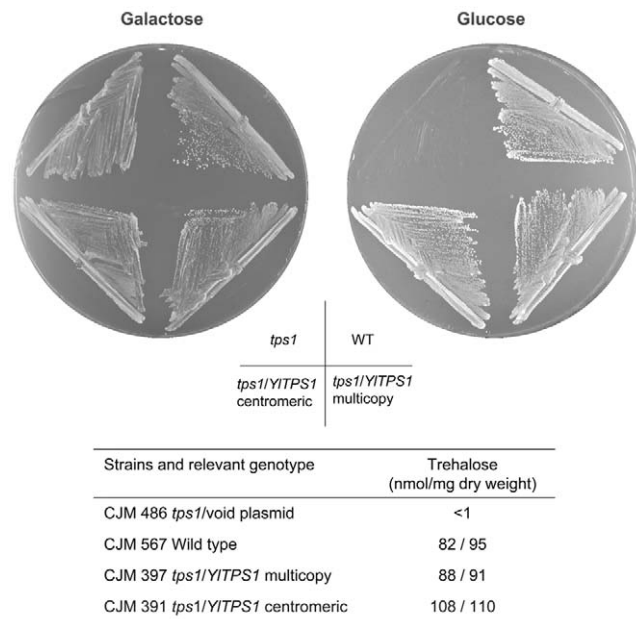 Galactose Glucose
tps1 WT
tps1/YlTPS1 tps1/YlTPS1
centromeric multicopy
Strains and relevant genotype Trehalose
(nmol/mg dry weight)
CJM 486 tps1/void plasmid <1
CJM 567 Wild type 82 / 95
CJM 397 tps1/YlTPS1 multicopy 88 / 91
CJM 391 tps1/YlTPS1 centromeric 108 / 110